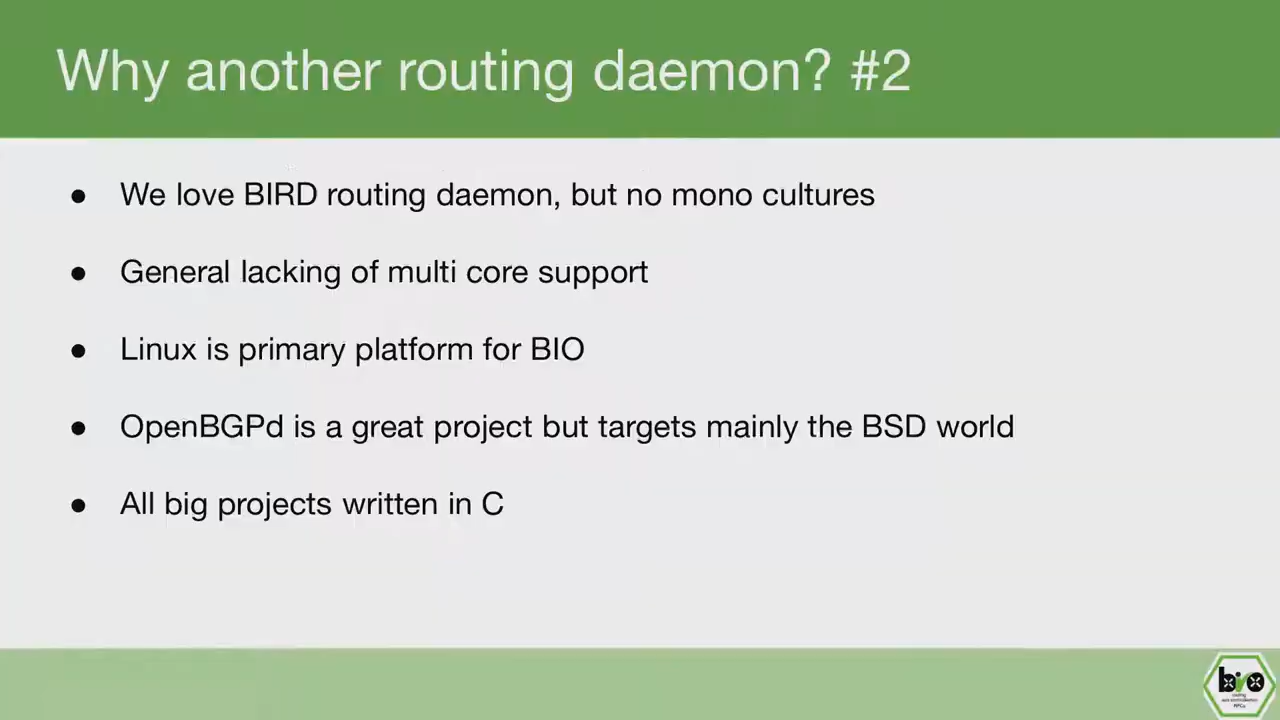 Why another routing daemon? #2
● We love BIRD routing daemon, but no mono cultures
● General lacking of multi core support
● Linux is primary platform for BIO
● OpenBGPd is a great project but targets mainly the BSD world
● All big projects written in C
bio
routing